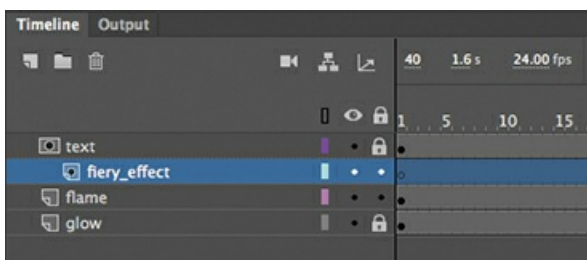 Timeline Output
40 1.6 s 24.00 fps
1 5 10 15
text
fiery_effect
flame
glow